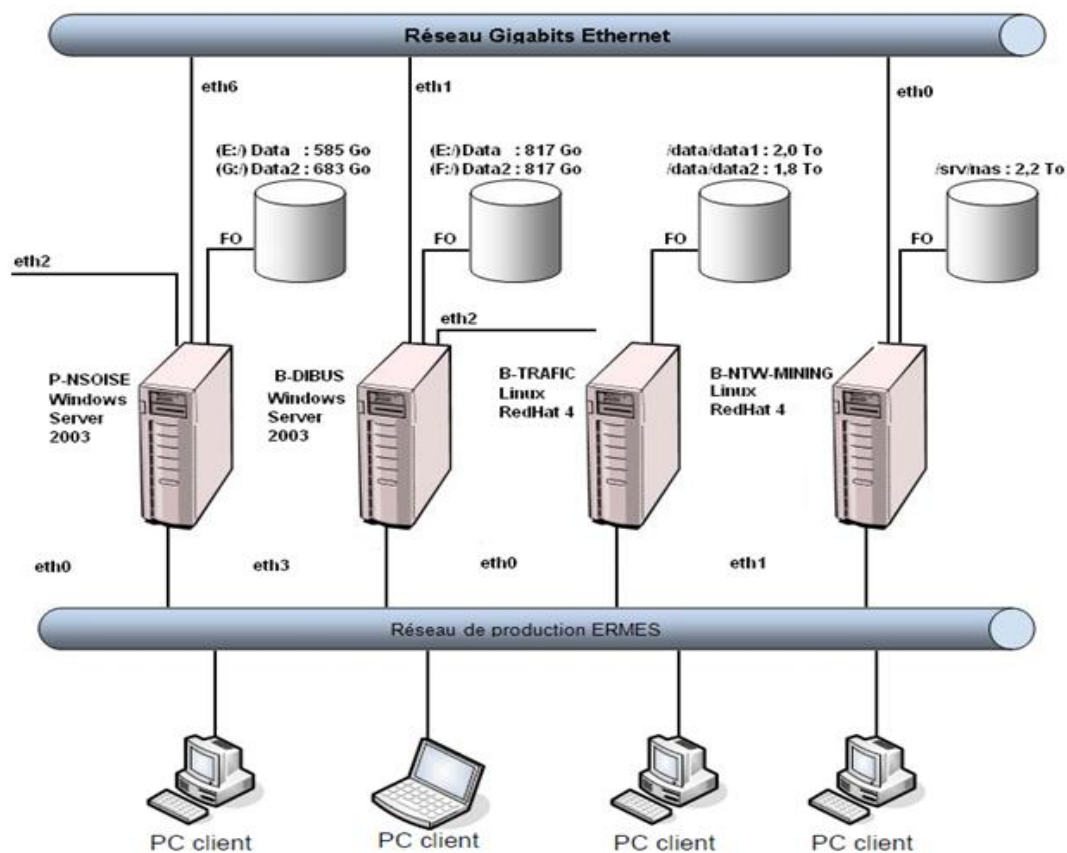 Réseau Gigabits Ethernet
eth6
eth1
eth0
(E:/) Data : 585 Go
(G:/) Data2 : 683 Go
(E:/) Data : 817 Go
(F:/) Data2 : 817 Go
/data/data1 : 2,0 To
/data/data2 : 1,8 To
/srv/nas : 2,2 To
FO
FO
FO
FO
eth2
eth2
P-NSOISE
Windows
Server
2003
B-DIBUS
Windows
Server
2003
B-TRAFIC
Linux
RedHat 4
B-NTW-MINING
Linux
RedHat 4
eth0
eth3
eth0
eth1
Réseau de production ERMES
PC client
PC client
PC client
PC client